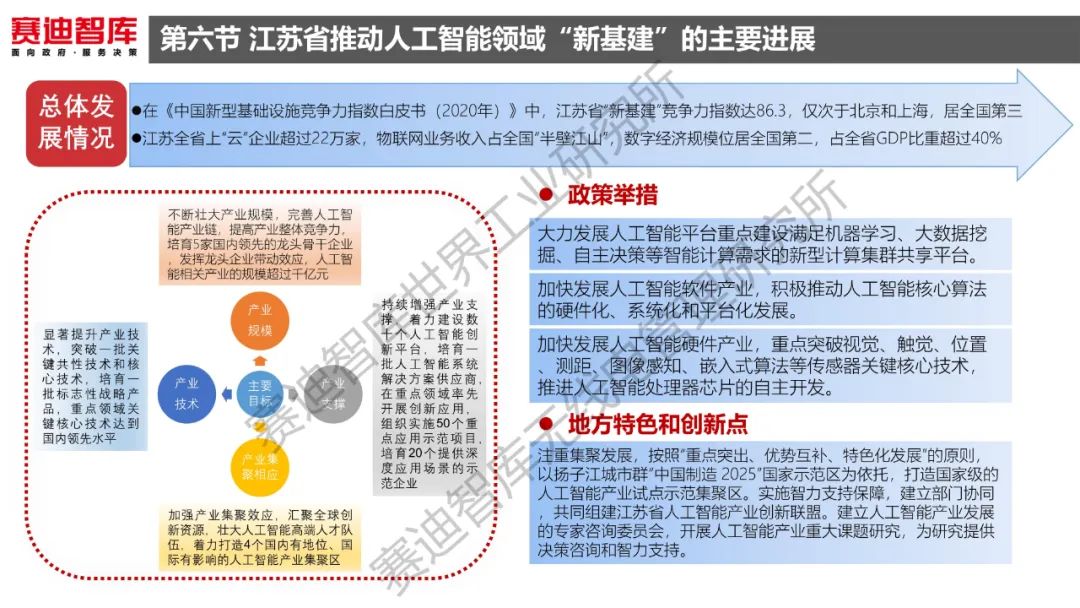 赛迪智库
面向政府·服务决策
第六节 江苏省推动人工智能领域“新基建”的主要进展
总体发
展情况
●在《中国新型基础设施竞争力指数白皮书（2020年）》中，江苏省“新基建”竞争力指数达86.3，仅次于北京和上海，居全国第三
●江苏全省上“云”企业超过22万家，物联网业务收入占全国“半壁江山”，数字经济规模位居全国第二，占全省GDP比重超过40%
不断壮大产业规模，完善人工智
能产业链，提高产业整体竞争力，
培育5家国内领先的龙头骨干企业
，发挥龙头企业带动效应，人工智
能相关产业的规模超过千亿元
产业
规模
显著提升产业技
术，突破一批关
键共性技术和核
心技术，培育一
批标志性战略产
品，重点领域关
键核心技术达到
国内领先水平
产业
技术
主要
目标
产业
支撑
持续增强产业支
撑，着力建设数
十个人工智能创
新平台，培育一
批人工智能系统
解决方案供应商，
在重点领域率先
开展创新应用，
组织实施50个重
点应用示范项目，
培育20个提供深
度应用场景的示
范企业
产业集
聚相应
加强产业集聚效应，汇聚全球创
新资源，壮大人工智能高端人才队
伍，着力打造4个国内有地位、国
际有影响的人工智能产业集聚区
● 政策举措
大力发展人工智能平台重点建设满足机器学习、大数据挖
掘、自主决策等智能计算需求的新型计算集群共享平台。
加快发展人工智能软件产业，积极推动人工智能核心算法
的硬件化、系统化和平台化发展。
加快发展人工智能硬件产业，重点突破视觉、触觉、位置
、测距、图像感知、嵌入式算法等传感器关键核心技术，
推进人工智能处理器芯片的自主开发。
● 地方特色和创新点
注重集聚发展，按照“重点突出、优势互补、特色化发展”的原则，
以扬子江城市群“中国制造 2025”国家示范区为依托，打造国家级的
人工智能产业试点示范集聚区。实施智力支持保障，建立部门协同
，共同组建江苏省人工智能产业创新联盟。建立人工智能产业发展
的专家咨询委员会，开展人工智能产业重大课题研究，为研究提供
决策咨询和智力支持。
赛迪智库世界工业研究所
赛迪智库无线电管理研究所